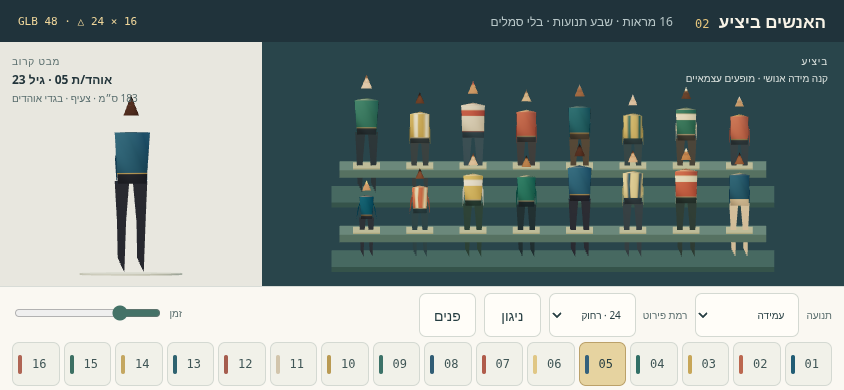 האנשים ביציע 02 16 מראות · שבע תנועות · בלי סמלים GLB 48 · △ 24 × 16
ביציע
קנה מידה אנושי · מופעים עצמאיים
מבט קרוב
אוהד/ת 05 · גיל 23
183 ס״מ · צעיף · בגדי אוהדים
תנועה עמידה רמת פירוט 24 · רחוק ניגון פנים זמן
01 02 03 04 05 06 07 08 09 10 11 12 13 14 15 16